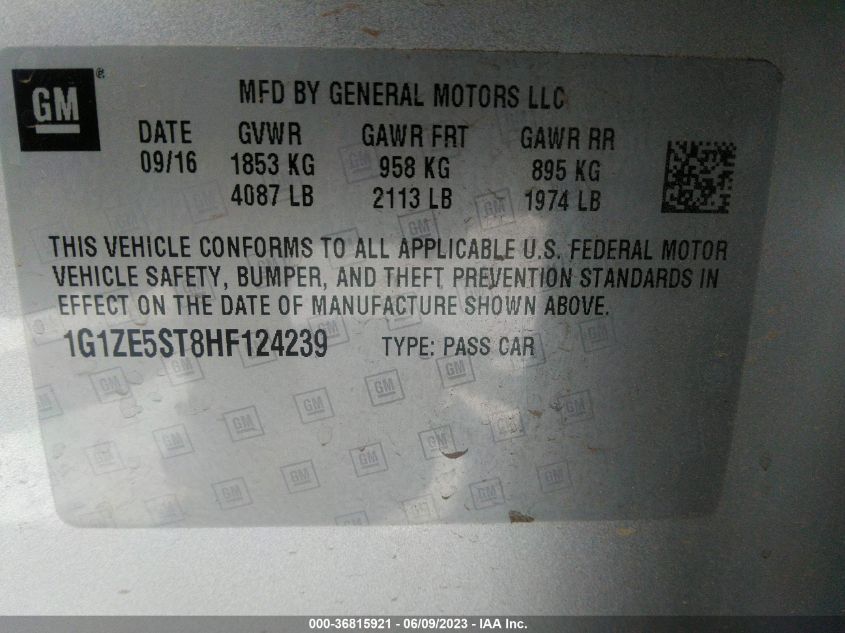 GM®
MFD BY GENERAL MOTORS LLC
DATE GVWR GAWR FRT GAWR RR
09/16 1853 KG 958 KG 895 KG
4087 LB 2113 LB 1974 LB
THIS VEHICLE CONFORMS TO ALL APPLICABLE U.S. FEDERAL MOTOR
VEHICLE SAFETY, BUMPER, AND THEFT PREVENTION STANDARDS IN
EFFECT ON THE DATE OF MANUFACTURE SHOWN ABOVE.
1G1ZE5ST8HF124239 TYPE: PASS CAR
000-36815921 - 06/09/2023 - IAA Inc.